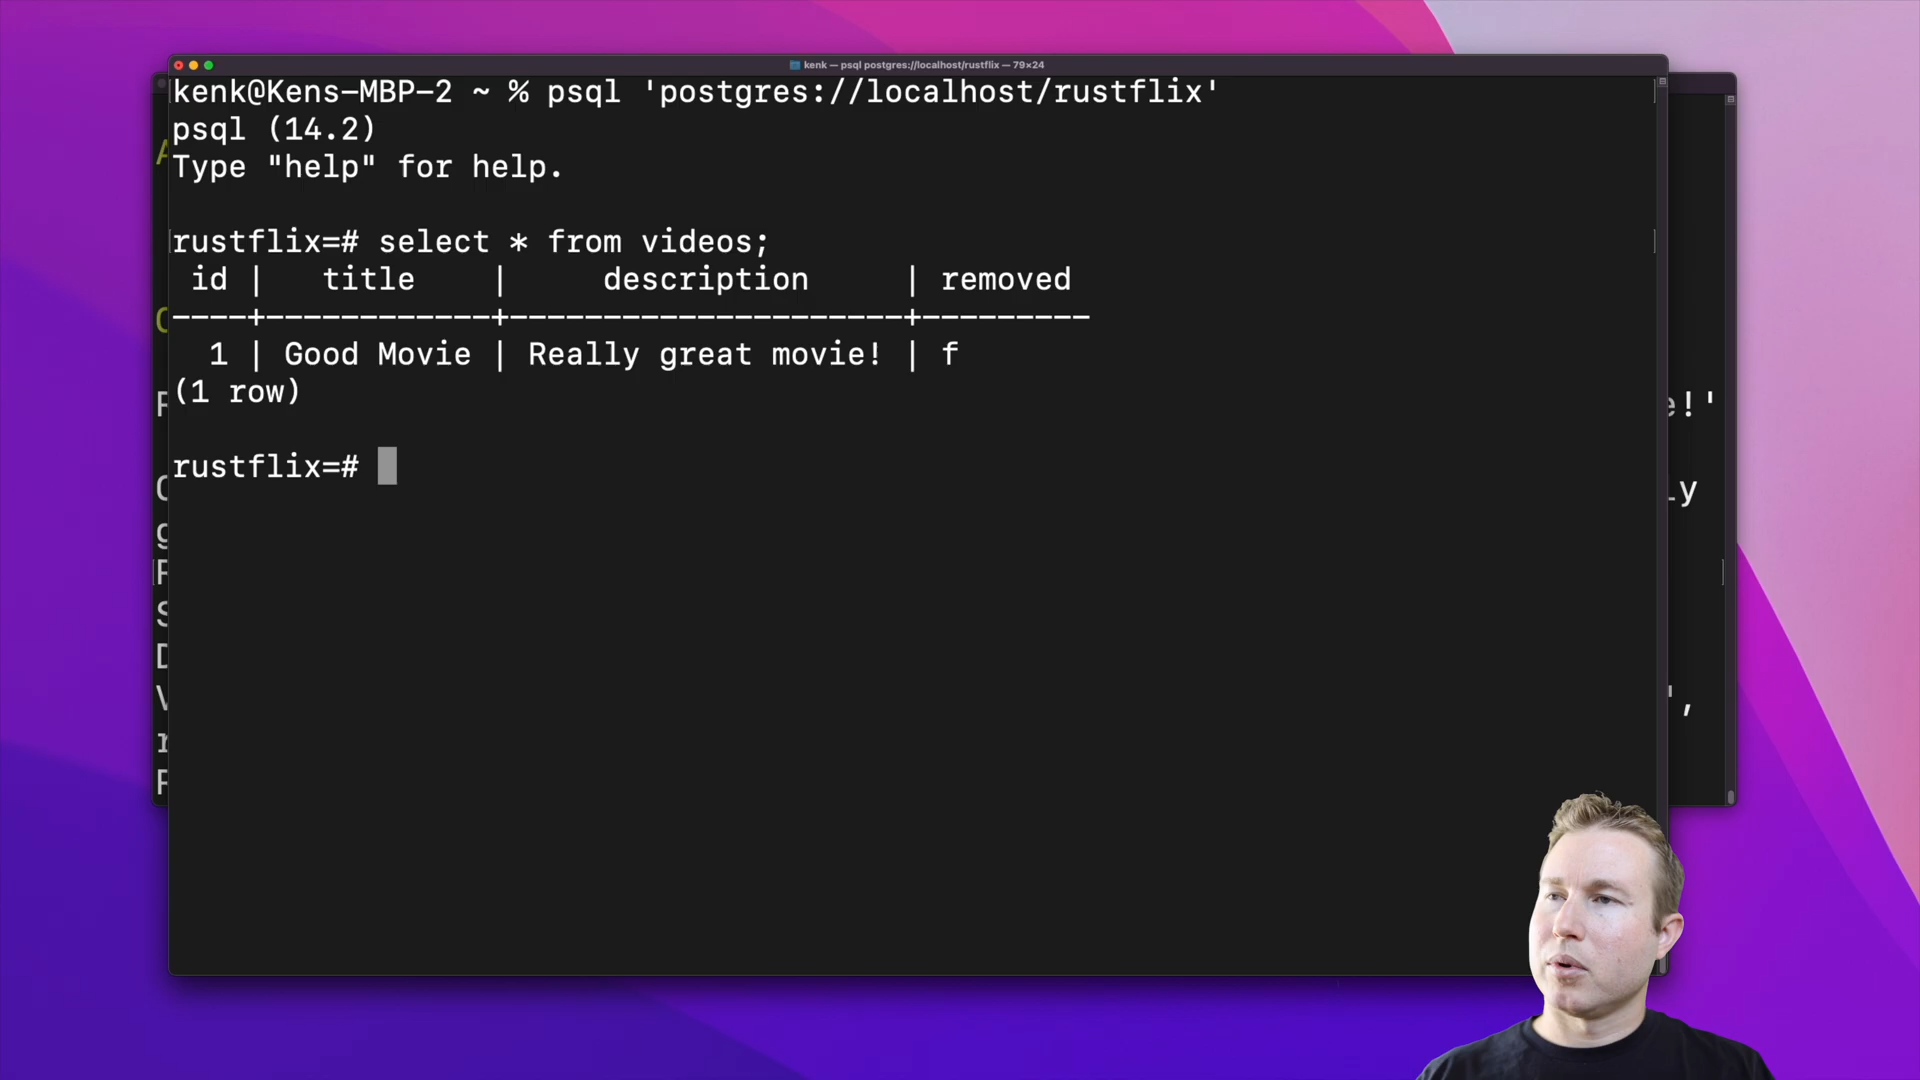 kenk — psql postgres://localhost/rustflix — 79×24
kenk@Kens-MBP-2 ~ % psql 'postgres://localhost/rustflix'
psql (14.2)
Type "help" for help.
rustflix=# select * from videos;
 id |   title    |     description     | removed
----+------------+---------------------+---------
  1 | Good Movie | Really great movie! | f
(1 row)
rustflix=#
e!'
ly
',